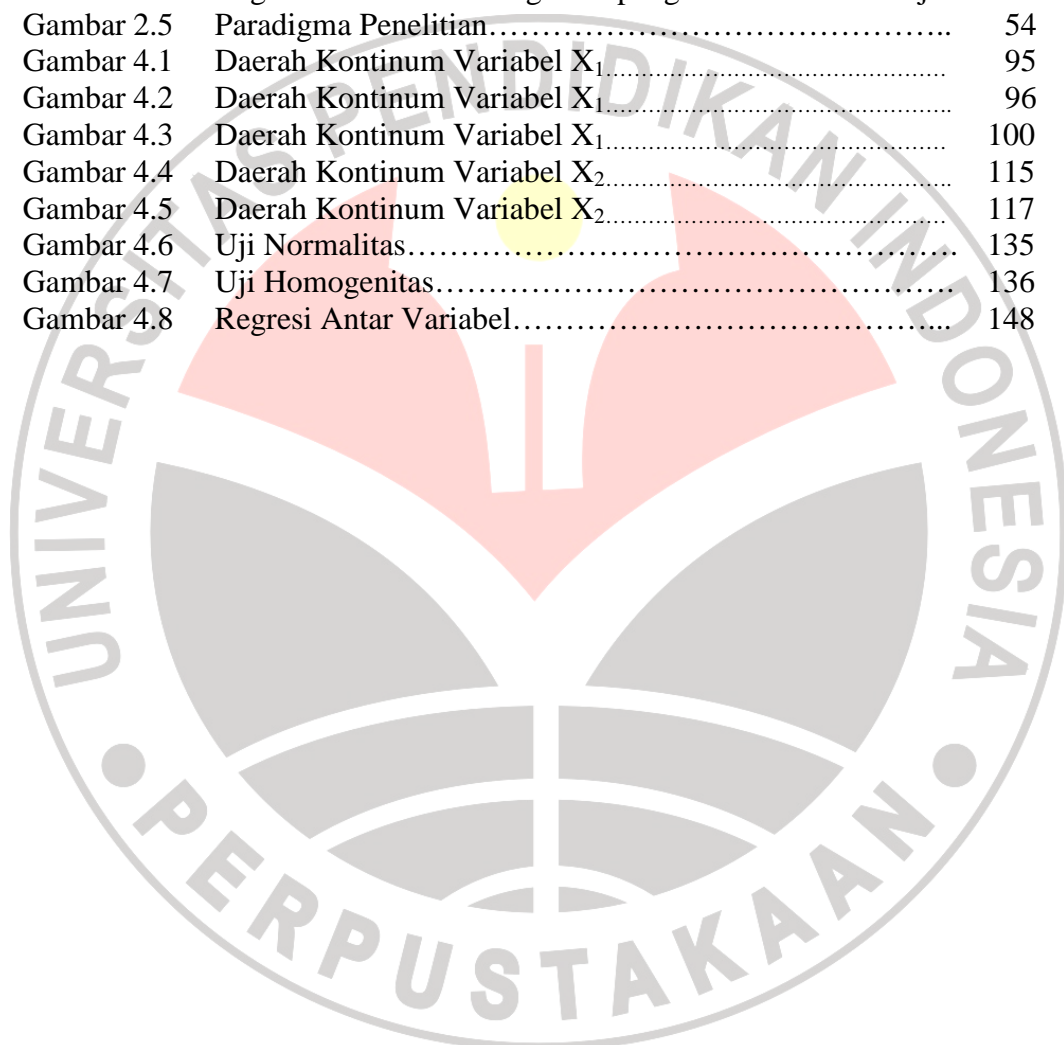 Gambar 2.5 Paradigma Penelitian…………………………………….. 54
Gambar 4.1 Daerah Kontinum Variabel X₁................................................ 95
Gambar 4.2 Daerah Kontinum Variabel X₁................................................ 96
Gambar 4.3 Daerah Kontinum Variabel X₁................................................ 100
Gambar 4.4 Daerah Kontinum Variabel X₂................................................ 115
Gambar 4.5 Daerah Kontinum Variabel X₂................................................ 117
Gambar 4.6 Uji Normalitas……………………………………………. 135
Gambar 4.7 Uji Homogenitas…………………………………………. 136
Gambar 4.8 Regresi Antar Variabel…………………………………... 148
UNIVERSITAS PENDIDIKAN INDONESIA
PERPUSTAKAAN